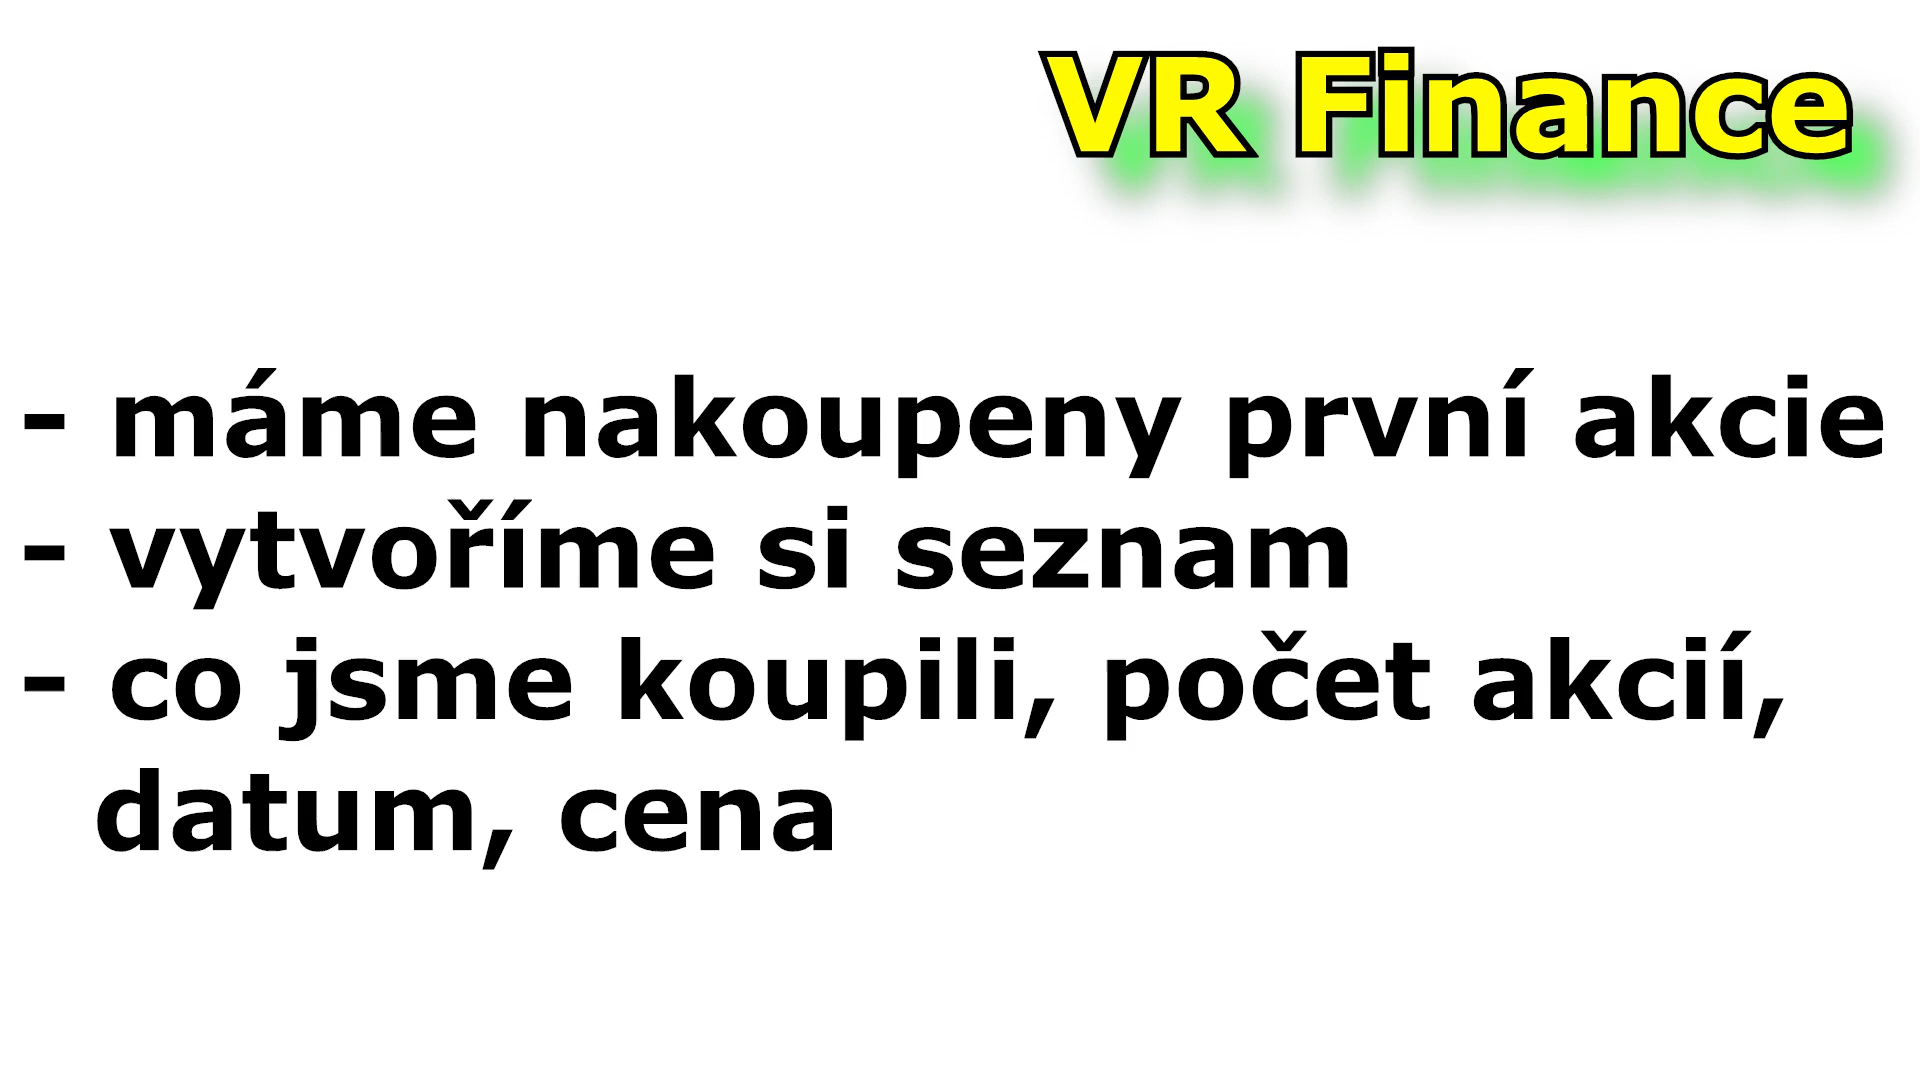 VR Finance
- máme nakoupeny první akcie
- vytvoříme si seznam
- co jsme koupili, počet akcií,
datum, cena